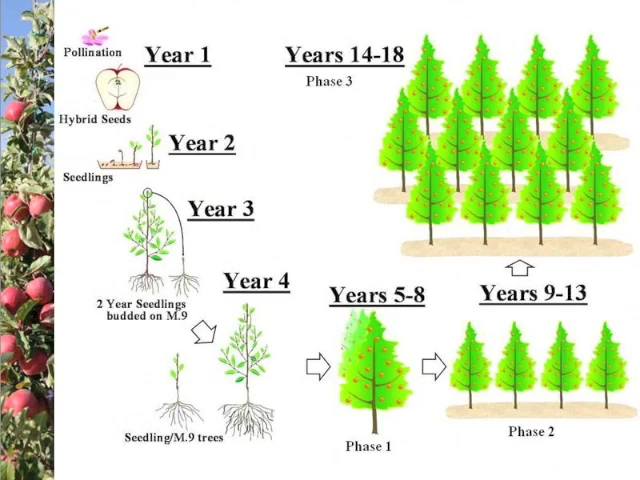 Pollination
Year 1
Hybrid Seeds
Year 2
Seedlings
Year 3
2 Year Seedlings
budded on M.9
Year 4
Seedling/M.9 trees
Years 5-8
Phase 1
Years 9-13
Phase 2
Years 14-18
Phase 3